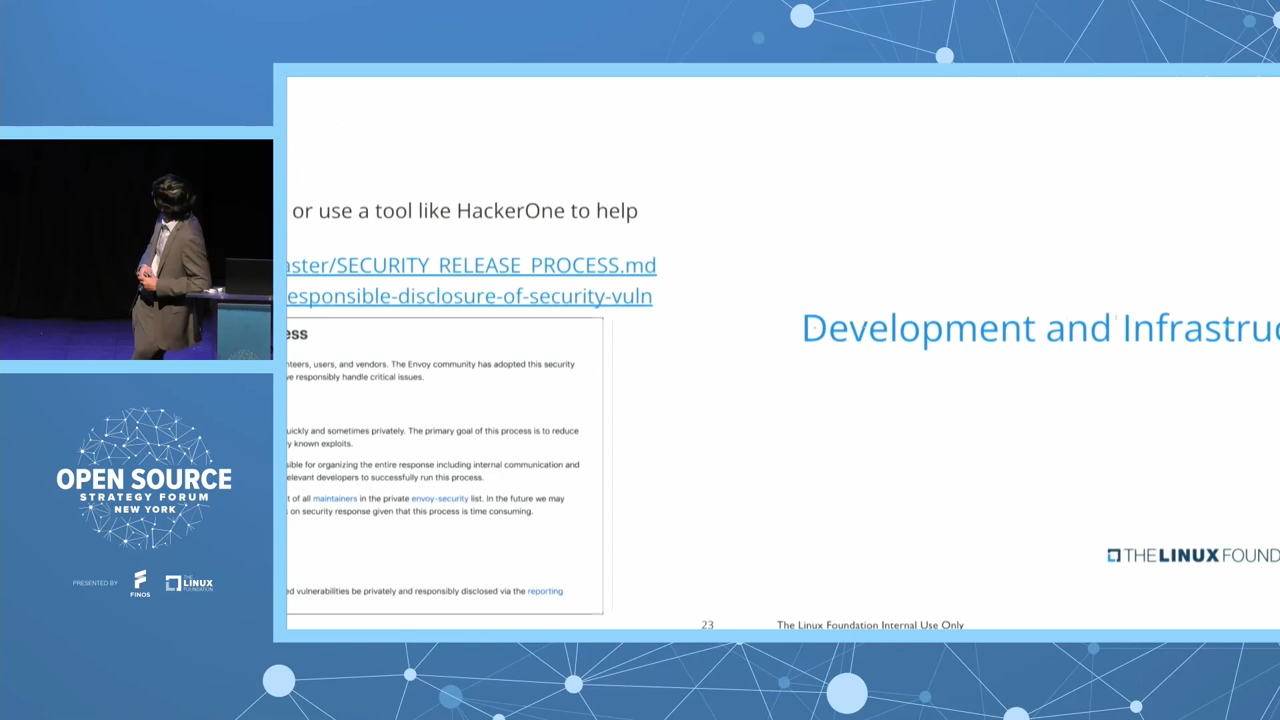 or use a tool like HackerOne to help
aster/SECURITY_RELEASE_PROCESS.md
esponsible-disclosure-of-security-vuln
ess
nteers, users, and vendors. The Envoy community has adopted this security
ve responsibly handle critical issues.
uickly and sometimes privately. The primary goal of this process is to reduce
ly known exploits.
sible for organizing the entire response including internal communication and
elevant developers to successfully run this process.
t of all maintainers in the private envoy-security list. In the future we may
on security response given that this process is time consuming.
ed vulnerabilities be privately and responsibly disclosed via the reporting
Development and Infrastruc
THE LINUX FOUND
23
The Linux Foundation Internal Use Only
OPEN SOURCE
STRATEGY FORUM
NEW YORK
PRESENTED BY
FINOS
THE
LINUX
FOUNDATION